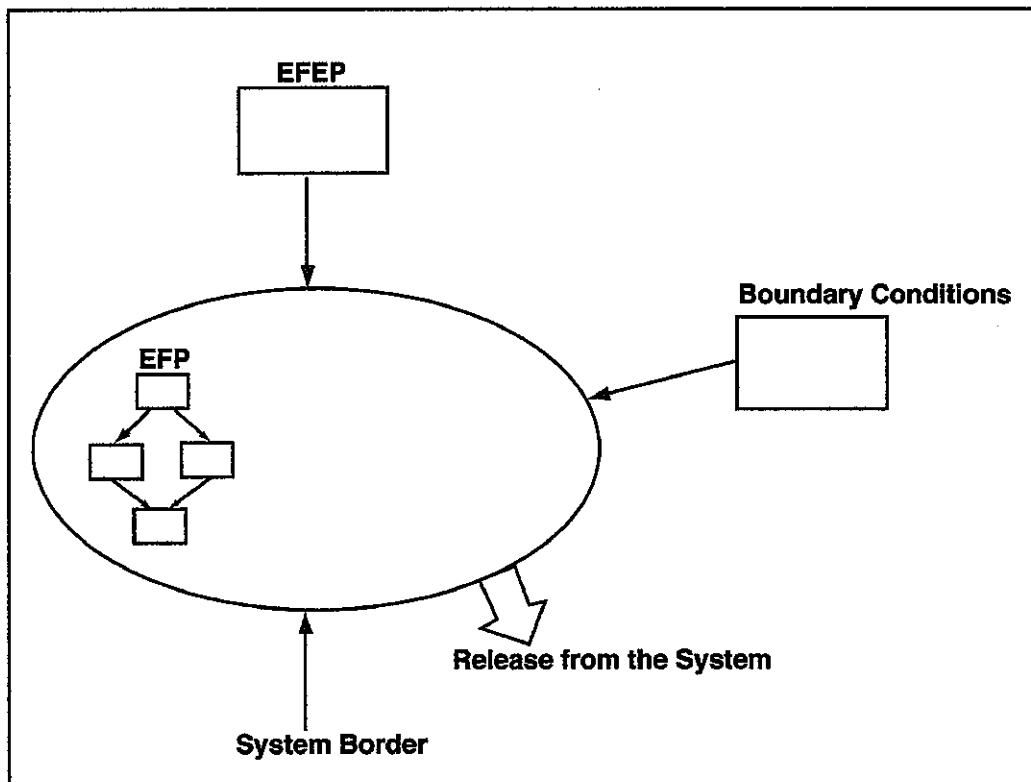 EFEP
Boundary Conditions
EFP
Release from the System
System Border